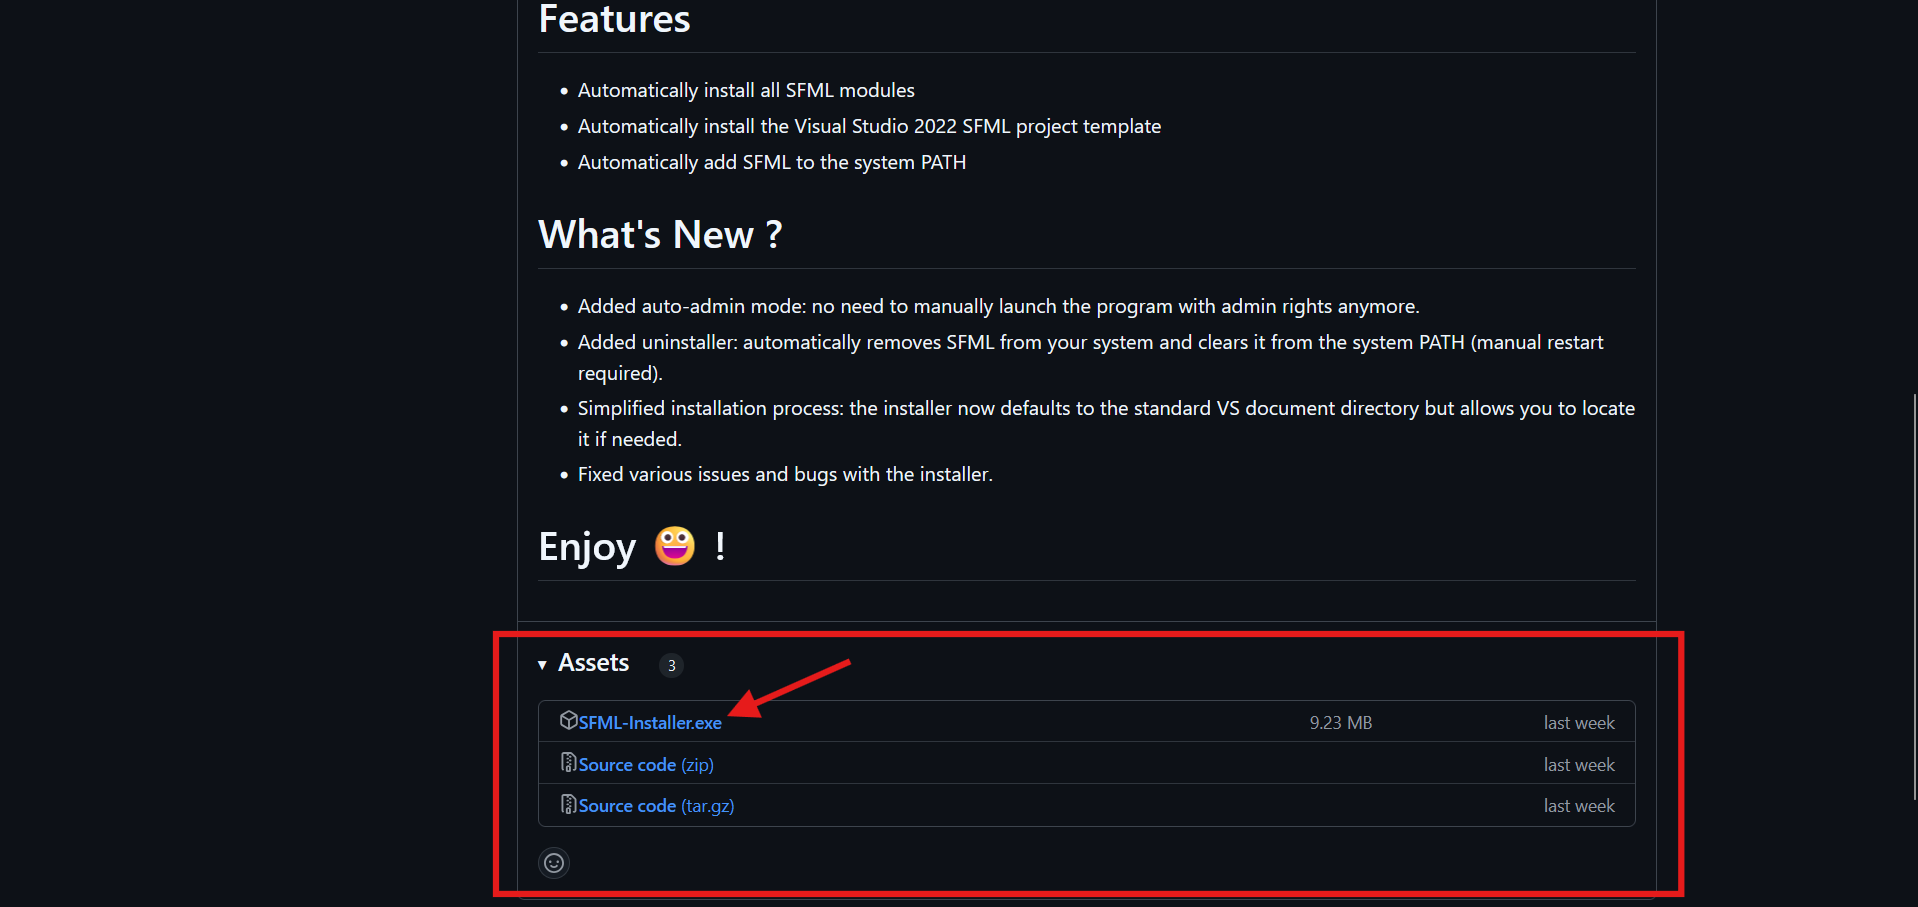 Features
Automatically install all SFML modules
Automatically install the Visual Studio 2022 SFML project template
Automatically add SFML to the system PATH
What's New ?
Added auto-admin mode: no need to manually launch the program with admin rights anymore.
Added uninstaller: automatically removes SFML from your system and clears it from the system PATH (manual restart
required).
Simplified installation process: the installer now defaults to the standard VS document directory but allows you to locate
it if needed.
Fixed various issues and bugs with the installer.
Enjoy 😀 !
Assets 3
SFML-Installer.exe 9.23 MB last week
Source code (zip) last week
Source code (tar.gz) last week